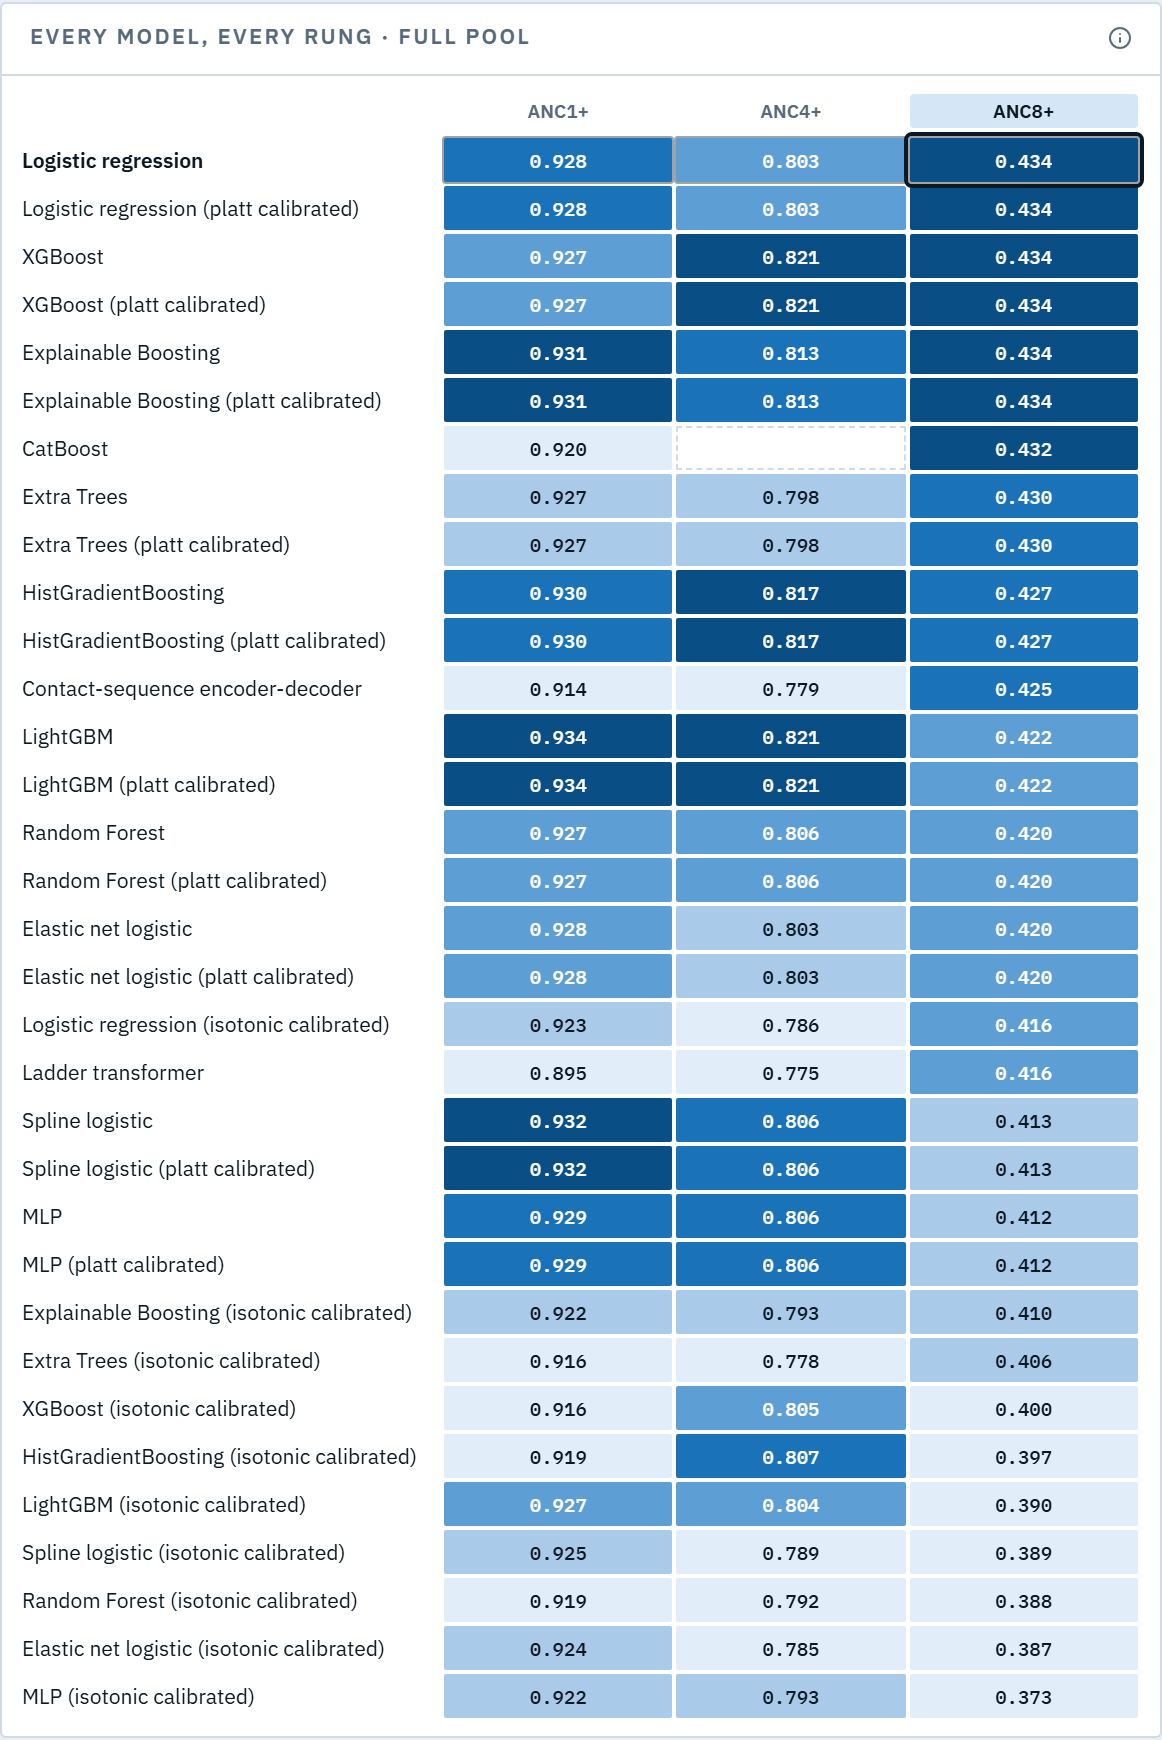 EVERY MODEL, EVERY RUNG · FULL POOL
ANC1+ ANC4+ ANC8+
Logistic regression 0.928 0.803 0.434
Logistic regression (platt calibrated) 0.928 0.803 0.434
XGBoost 0.927 0.821 0.434
XGBoost (platt calibrated) 0.927 0.821 0.434
Explainable Boosting 0.931 0.813 0.434
Explainable Boosting (platt calibrated) 0.931 0.813 0.434
CatBoost 0.920 0.432
Extra Trees 0.927 0.798 0.430
Extra Trees (platt calibrated) 0.927 0.798 0.430
HistGradientBoosting 0.930 0.817 0.427
HistGradientBoosting (platt calibrated) 0.930 0.817 0.427
Contact-sequence encoder-decoder 0.914 0.779 0.425
LightGBM 0.934 0.821 0.422
LightGBM (platt calibrated) 0.934 0.821 0.422
Random Forest 0.927 0.806 0.420
Random Forest (platt calibrated) 0.927 0.806 0.420
Elastic net logistic 0.928 0.803 0.420
Elastic net logistic (platt calibrated) 0.928 0.803 0.420
Logistic regression (isotonic calibrated) 0.923 0.786 0.416
Ladder transformer 0.895 0.775 0.416
Spline logistic 0.932 0.806 0.413
Spline logistic (platt calibrated) 0.932 0.806 0.413
MLP 0.929 0.806 0.412
MLP (platt calibrated) 0.929 0.806 0.412
Explainable Boosting (isotonic calibrated) 0.922 0.793 0.410
Extra Trees (isotonic calibrated) 0.916 0.778 0.406
XGBoost (isotonic calibrated) 0.916 0.805 0.400
HistGradientBoosting (isotonic calibrated) 0.919 0.807 0.397
LightGBM (isotonic calibrated) 0.927 0.804 0.390
Spline logistic (isotonic calibrated) 0.925 0.789 0.389
Random Forest (isotonic calibrated) 0.919 0.792 0.388
Elastic net logistic (isotonic calibrated) 0.924 0.785 0.387
MLP (isotonic calibrated) 0.922 0.793 0.373